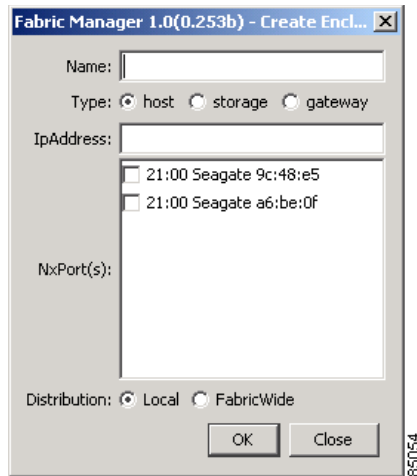 Fabric Manager 1.0(0.253b) - Create Encl...
Name:
Type: host storage gateway
IpAddress:
21:00 Seagate 9c:48:e5
21:00 Seagate a6:be:0f
NxPort(s):
Distribution: Local FabricWide
OK Close
85054